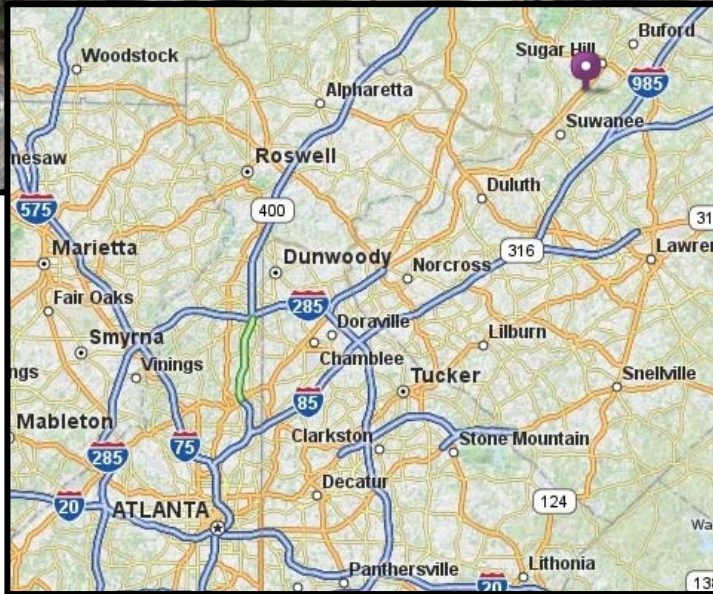 Buford
Woodstock
Sugar Hill
985
Alpharetta
Suwanee
nesaw
Roswell
575
Duluth
400
31
Marietta
316
Dunwoody
Norcross
Lawre
Fair Oaks
285
Doraville
Smyrna
Lilburn
Chamblee
ngs
Vinings
Tucker
Snellville
85
Mableton
75
Clarkston
Stone Mountain
285
Decatur
20
124
ATLANTA
Wa
Panthersville
Lithonia
20
138